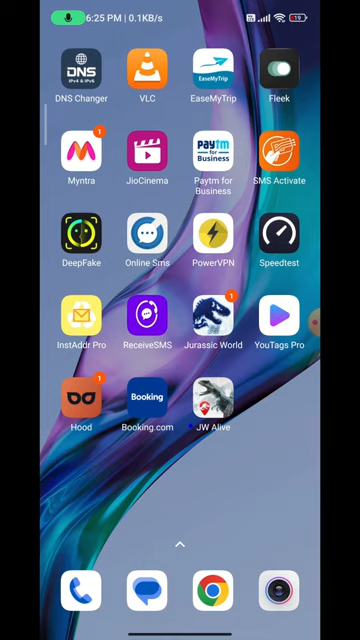 6:25 PM | 0.1KB/s
19
DNS
IPv4 & IPv6
EaseMyTrip
DNS Changer
VLC
EaseMyTrip
Fleek
1
paytm
for
Business
Myntra
JioCinema
Paytm for
Business
SMS Activate
DeepFake
Online Sms
PowerVPN
Speedtest
1
InstAddr Pro
ReceiveSMS
Jurassic World
YouTags Pro
1
Booking
Hood
Booking.com
JW Alive